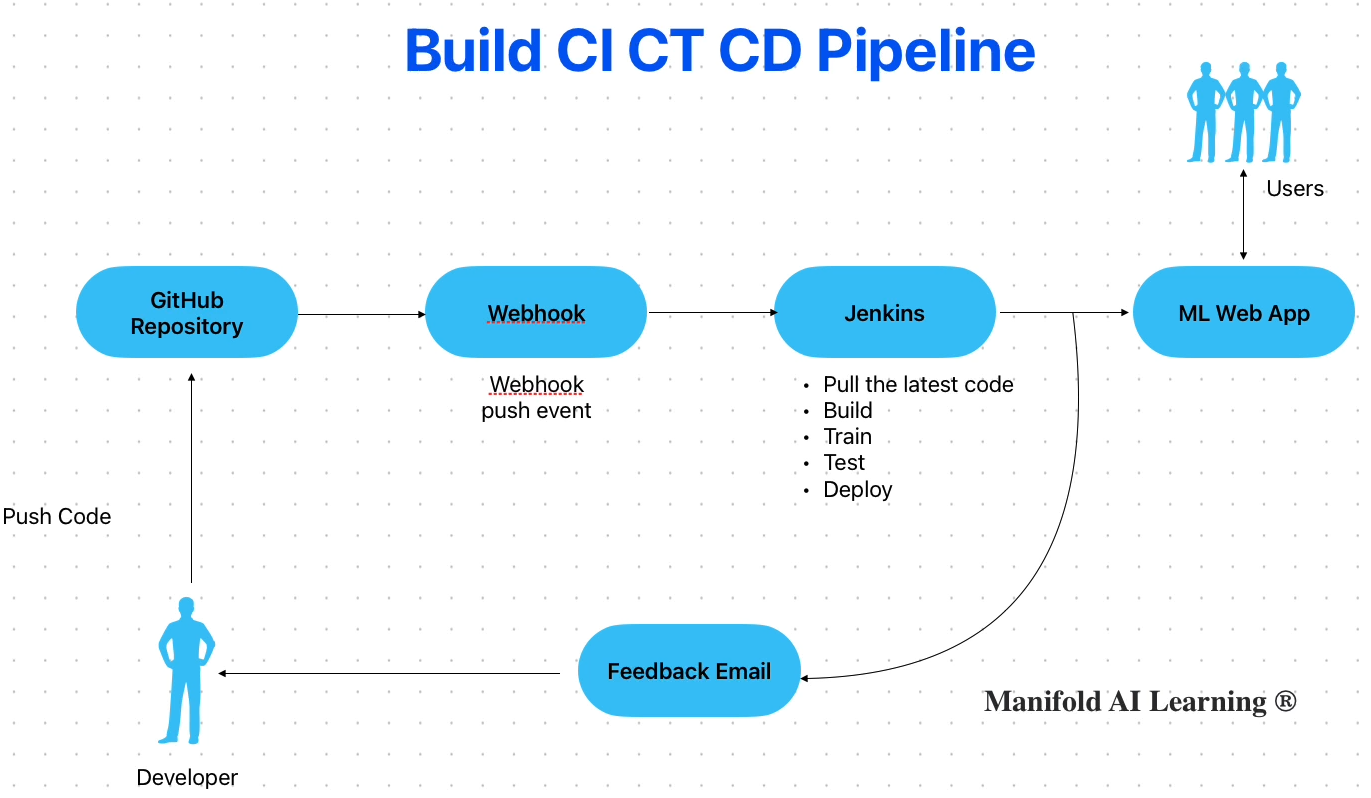 Build CI CT CD Pipeline
Users
GitHub
Repository
Webhook
Jenkins
ML Web App
Webhook
push event
• Pull the latest code
• Build
• Train
• Test
• Deploy
Push Code
Feedback Email
Manifold AI Learning ®
Developer